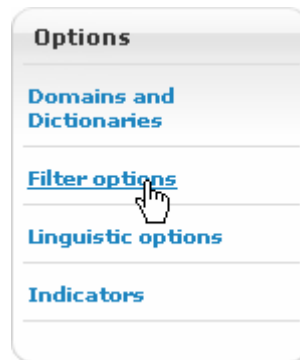 Options
Domains and
Dictionaries
Filter options
Linguistic options
Indicators